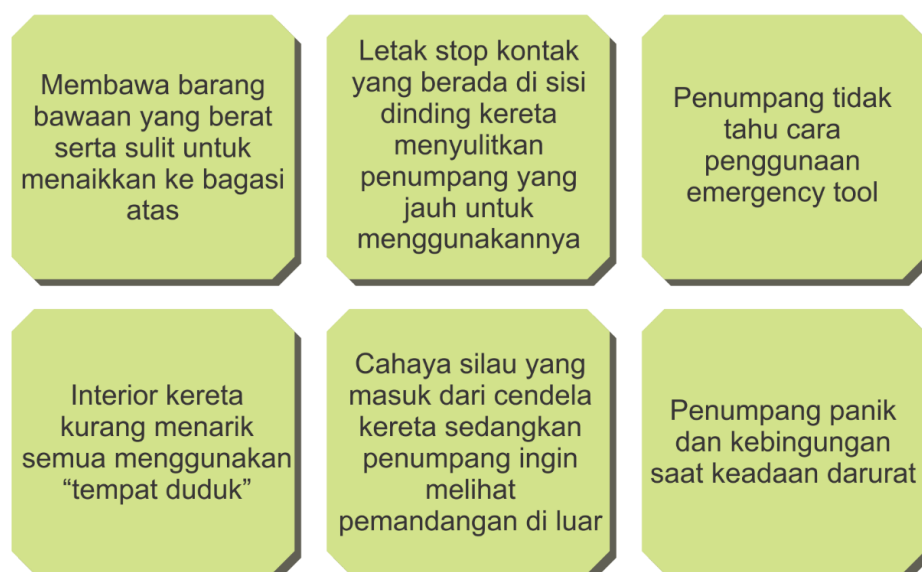 Membawa barang
bawaan yang berat
serta sulit untuk
menaikkan ke bagasi
atas
Letak stop kontak
yang berada di sisi
dinding kereta
menyulitkan
penumpang yang
jauh untuk
menggunakannya
Penumpang tidak
tahu cara
penggunaan
emergency tool
Interior kereta
kurang menarik
semua menggunakan
“tempat duduk”
Cahaya silau yang
masuk dari cendela
kereta sedangkan
penumpang ingin
melihat
pemandangan di luar
Penumpang panik
dan kebingungan
saat keadaan darurat